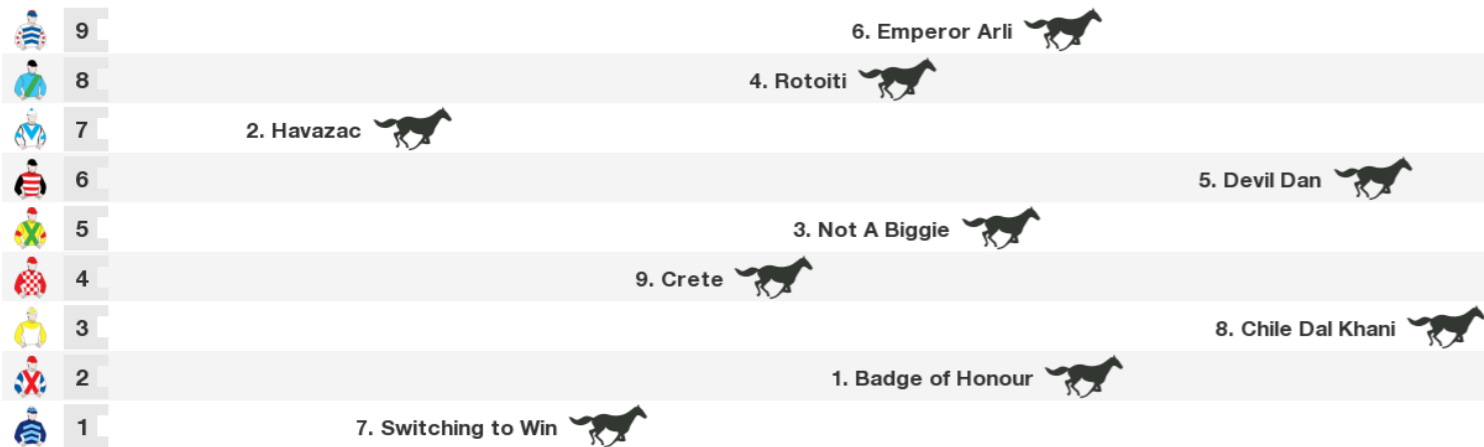 9 6. Emperor Arli
8 4. Rotoiti
7 2. Havazac
6 5. Devil Dan
5 3. Not A Biggie
4 9. Crete
3 8. Chile Dal Khani
2 1. Badge of Honour
1 7. Switching to Win